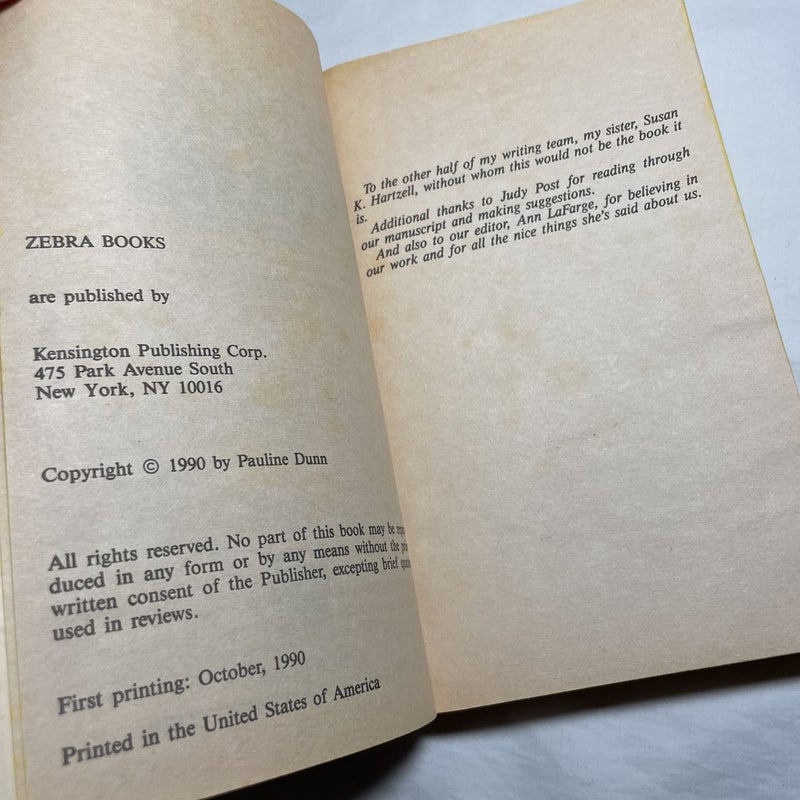 ZEBRA BOOKS
are published by
Kensington Publishing Corp.
475 Park Avenue South
New York, NY 10016
Copyright © 1990 by Pauline Dunn
All rights reserved. No part of this book may be
duced in any form or by any means without the
written consent of the Publisher, excepting brief
used in reviews.
First printing: October, 1990
Printed in the United States of America
To the other half of my writing team, my sister, Susan
K. Hartzell, without whom this would not be the book it
is.
Additional thanks to Judy Post for reading through
our manuscript and making suggestions.
And also to our editor, Ann LaFarge, for believing in
our work and for all the nice things she's said about us.